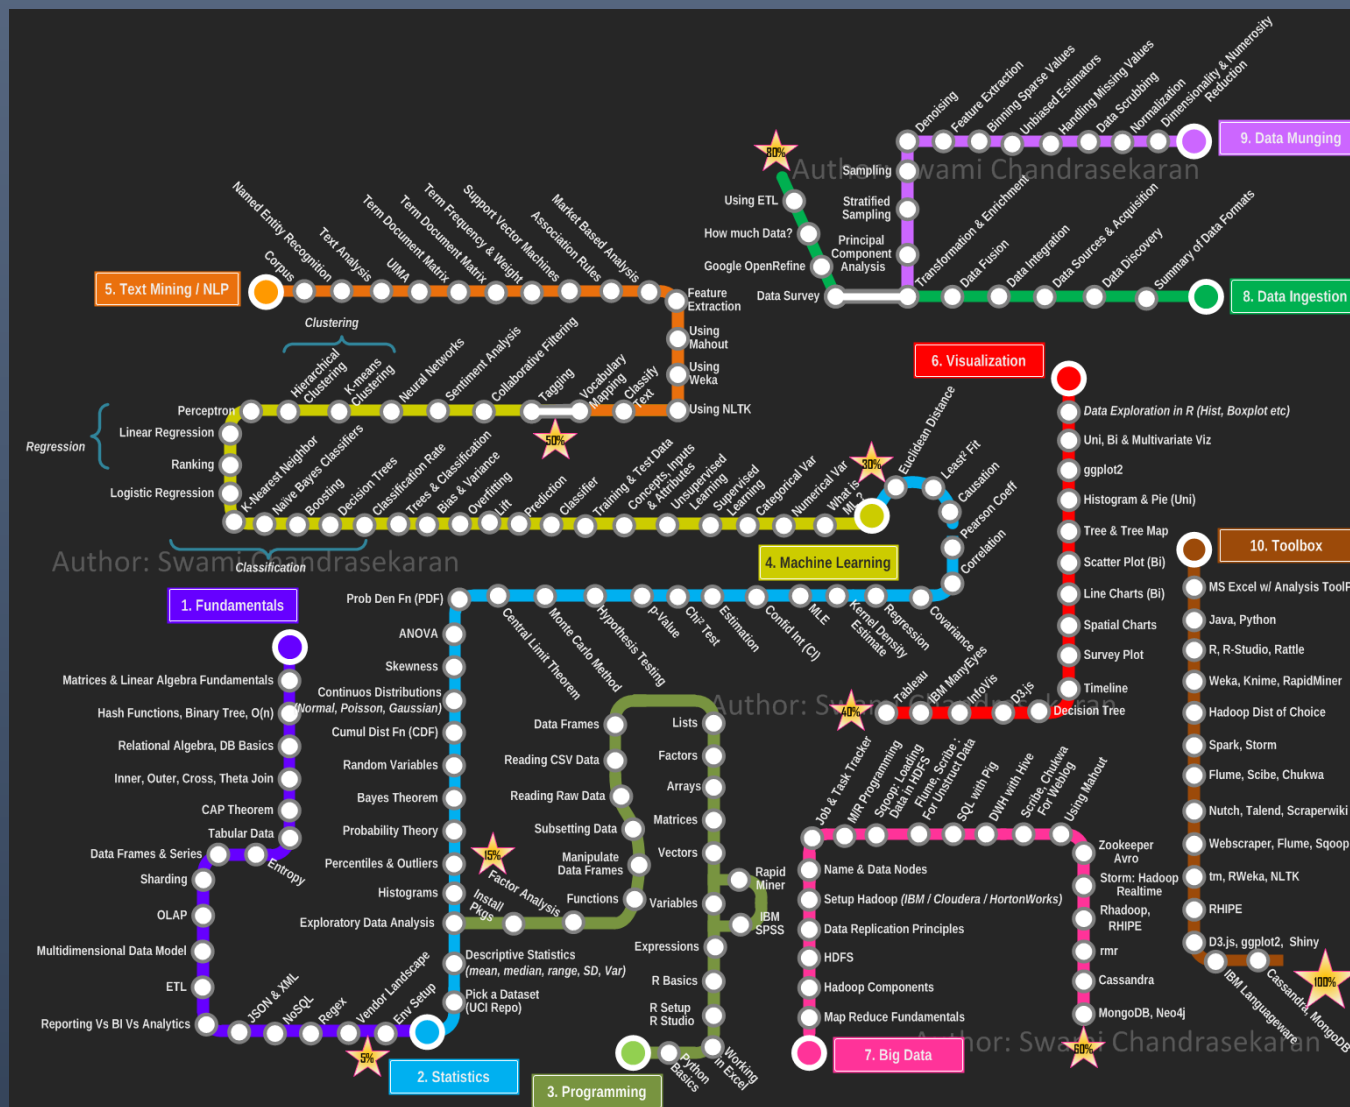 Denoising
Feature Extraction
Binning Sparse Values
Unbiased Estimators
Handling Missing Values
Data Scrubbing
Normalization
Dimensionality & Numerosity
Reduction
9. Data Munging
80%
Author: Swami Chandrasekaran
Sampling
Stratified
Sampling
Principal
Component
Analysis
Using ETL
How much Data?
Google OpenRefine
Data Survey
Transformation & Enrichment
Data Fusion
Data Integration
Data Sources & Acquisition
Data Discovery
Summary of Data Formats
8. Data Ingestion
5. Text Mining / NLP
Corpus
Named Entity Recognition
Text Analysis
UIMA
Term Document Matrix
Term Document Matrix
Term Frequency & Weight
Support Vector Machines
Association Rules
Market Based Analysis
Feature
Extraction
Using
Mahout
Using
Weka
Using NLTK
Classify
Text
Vocabulary
Mapping
Tagging
50%
Collaborative Filtering
Sentiment Analysis
Neural Networks
Clustering
K-means
Clustering
Hierarchical
Clustering
Perceptron
Regression
Linear Regression
Ranking
Logistic Regression
K-Nearest Neighbor
Naive Bayes Classifiers
Boosting
Decision Trees
Classification Rate
Trees & Classification
Bias & Variance
Overfitting
Lift
Prediction
Classifier
Training & Test Data
Concepts, Inputs
& Attributes
Unsupervised
Learning
Supervised
Learning
Categorical Var
Numerical Var
What is
ML?
30%
Classification
Author: Swami Chandrasekaran
4. Machine Learning
Euclidean Distance
Least² Fit
Causation
Pearson Coeff
Correlation
Covariance
Regression
Kernel Density
Estimate
MLE
Confid Int (CI)
Estimation
Chi² Test
p-Value
Hypothesis Testing
Monte Carlo Method
Central Limit Theorem
Prob Den Fn (PDF)
ANOVA
Skewness
Continuos Distributions
(Normal, Poisson, Gaussian)
Cumul Dist Fn (CDF)
Random Variables
Bayes Theorem
Probability Theory
Percentiles & Outliers
Histograms
Exploratory Data Analysis
Descriptive Statistics
(mean, median, range, SD, Var)
Pick a Dataset
(UCI Repo)
2. Statistics
1. Fundamentals
Matrices & Linear Algebra Fundamentals
Hash Functions, Binary Tree, O(n)
Relational Algebra, DB Basics
Inner, Outer, Cross, Theta Join
CAP Theorem
Tabular Data
Entropy
Data Frames & Series
Sharding
OLAP
Multidimensional Data Model
ETL
Reporting Vs BI Vs Analytics
JSON & XML
NoSQL
Regex
Vendor Landscape
Env Setup
5%
15%
Install
Pkgs
Factor Analysis
Functions
Manipulate
Data Frames
Subsetting Data
Reading Raw Data
Reading CSV Data
Data Frames
Lists
Factors
Arrays
Matrices
Vectors
Variables
Rapid
Miner
IBM
SPSS
Expressions
R Basics
R Setup
R Studio
Working
in Excel
Python
Basics
3. Programming
6. Visualization
Data Exploration in R (Hist, Boxplot etc)
Uni, Bi & Multivariate Viz
ggplot2
Histogram & Pie (Uni)
Tree & Tree Map
Scatter Plot (Bi)
Line Charts (Bi)
Spatial Charts
Survey Plot
Timeline
Decision Tree
D3.js
InfoVis
IBM ManyEyes
Tableau
40%
Author: Swami Chandrasekaran
Job & Task Tracker
M/R Programming
Sqoop: Loading
Data in HDFS
Flume, Scribe :
For Unstruct Data
SQL with Pig
DWH with Hive
Scribe, Chukwa
For Weblog
Using Mahout
Zookeeper
Avro
Storm: Hadoop
Realtime
Rhadoop,
RHIPE
rmr
Cassandra
MongoDB, Neo4j
60%
Name & Data Nodes
Setup Hadoop (IBM / Cloudera / HortonWorks)
Data Replication Principles
HDFS
Hadoop Components
Map Reduce Fundamentals
7. Big Data
Author: Swami Chandrasekaran
10. Toolbox
MS Excel w/ Analysis ToolP
Java, Python
R, R-Studio, Rattle
Weka, Knime, RapidMiner
Hadoop Dist of Choice
Spark, Storm
Flume, Scibe, Chukwa
Nutch, Talend, Scraperwiki
Webscraper, Flume, Sqoop
tm, RWeka, NLTK
RHIPE
D3.js, ggplot2, Shiny
IBM Languageware
Cassandra, MongoDB
100%